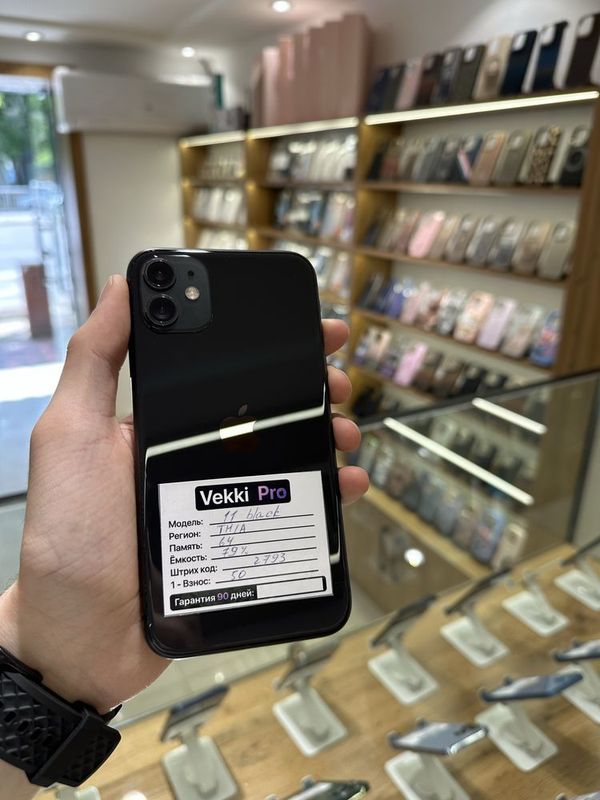 Vekki Pro
Модель: 11 black
Регион: TH/A
Память: 64
Ёмкость: 79%
Штрих код: 2793
1 - Взнос: 50
Гарантия 90 дней: